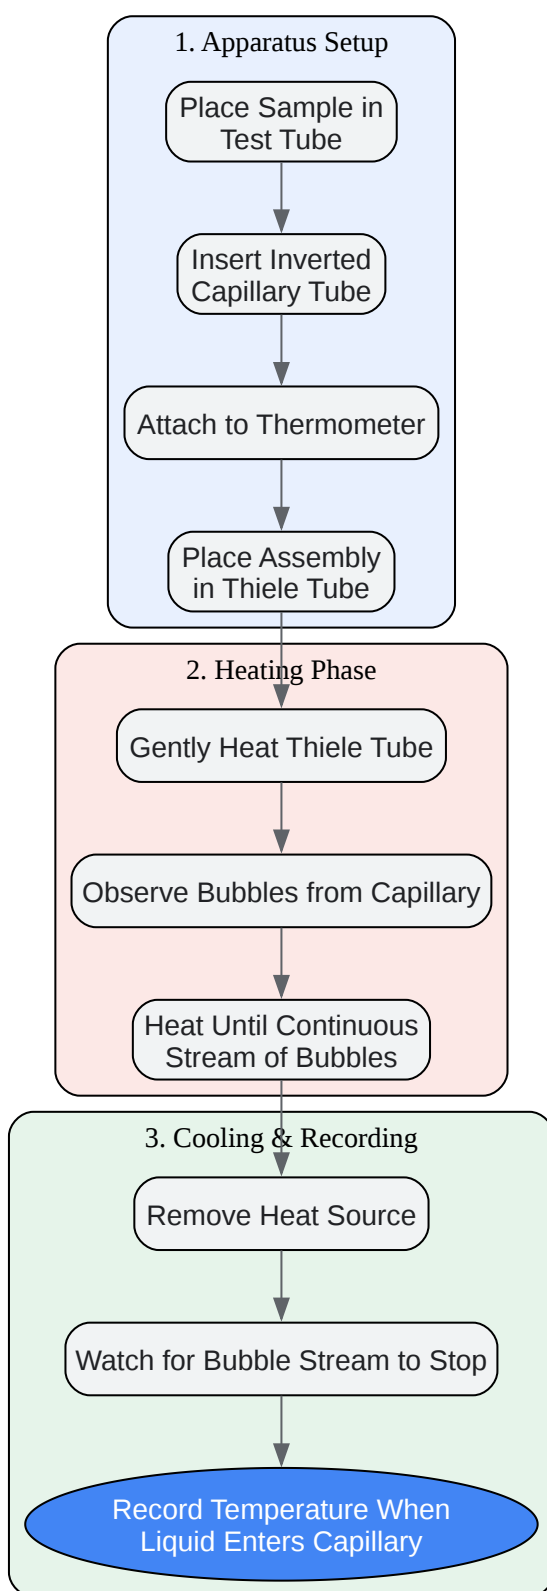 1. Apparatus Setup
Place Sample in
Test Tube
Insert Inverted
Capillary Tube
Attach to Thermometer
Place Assembly
in Thiele Tube
2. Heating Phase
Gently Heat Thiele Tube
Observe Bubbles from Capillary
Heat Until Continuous
Stream of Bubbles
3. Cooling & Recording
Remove Heat Source
Watch for Bubble Stream to Stop
Record Temperature When
Liquid Enters Capillary